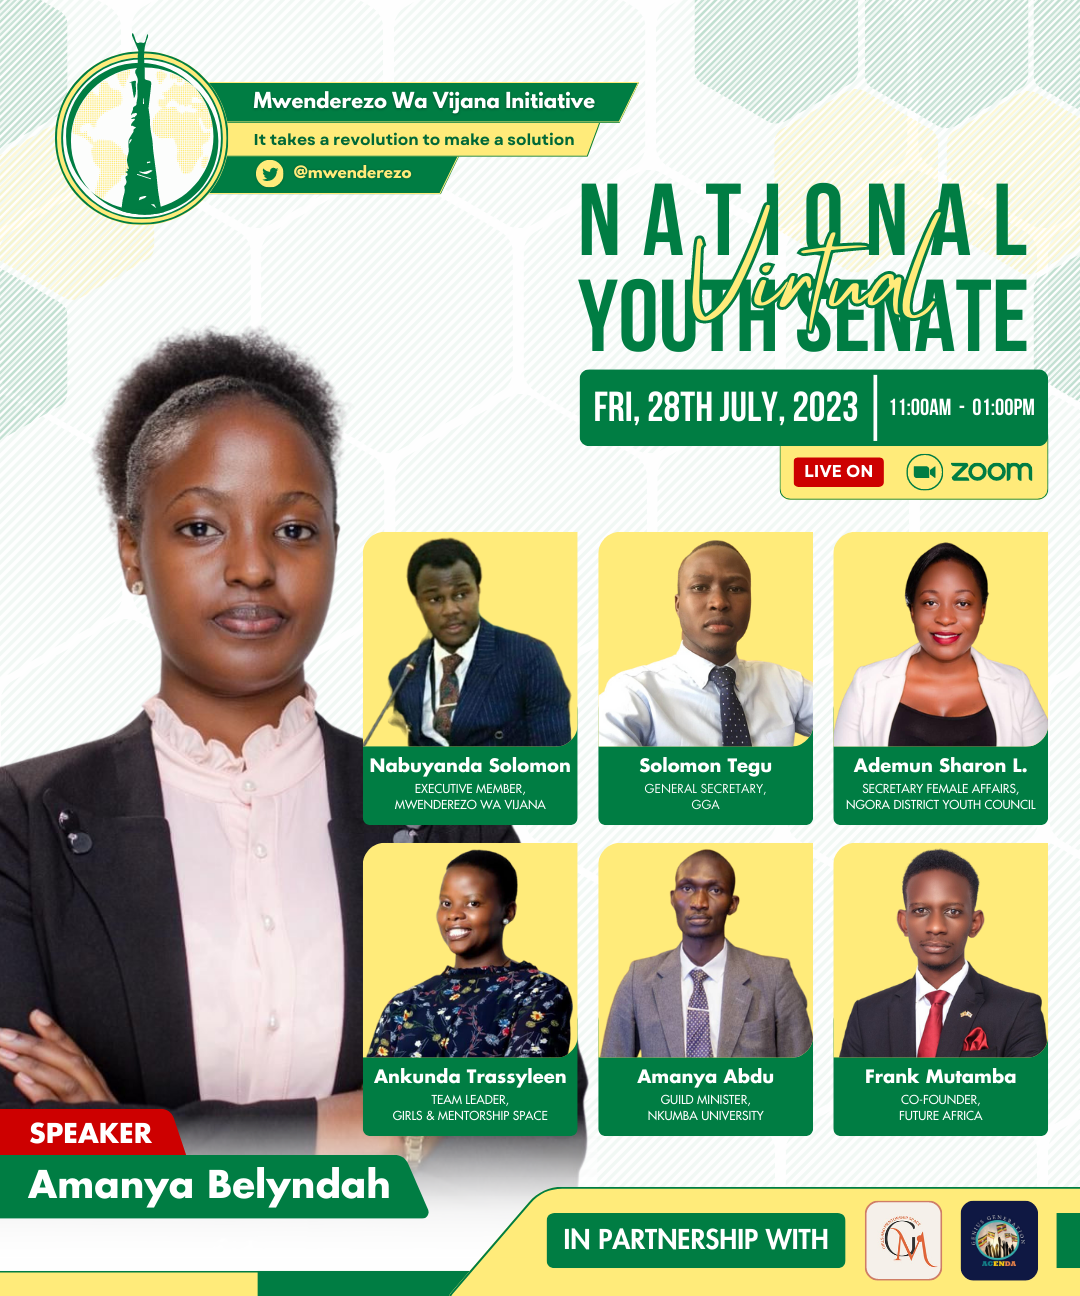 Mwenderezo Wa Vijana Initiative
It takes a revolution to make a solution
@mwenderezo
NATIONAL
Virtual
YOUTH SENATE
FRI, 28TH JULY, 2023
11:00AM - 01:00PM
LIVE ON
zoom
Nabuyanda Solomon
EXECUTIVE MEMBER,
MWENDEREZO WA VIJANA
Solomon Tegu
GENERAL SECRETARY,
GGA
Ademun Sharon L.
SECRETARY FEMALE AFFAIRS,
NGORA DISTRICT YOUTH COUNCIL
Ankunda Trassyleen
TEAM LEADER,
GIRLS & MENTORSHIP SPACE
Amanya Abdu
GUILD MINISTER,
NKUMBA UNIVERSITY
Frank Mutamba
CO-FOUNDER,
FUTURE AFRICA
SPEAKER
Amanya Belyndah
IN PARTNERSHIP WITH
GM
GENIUS GENERATION
AGENDA